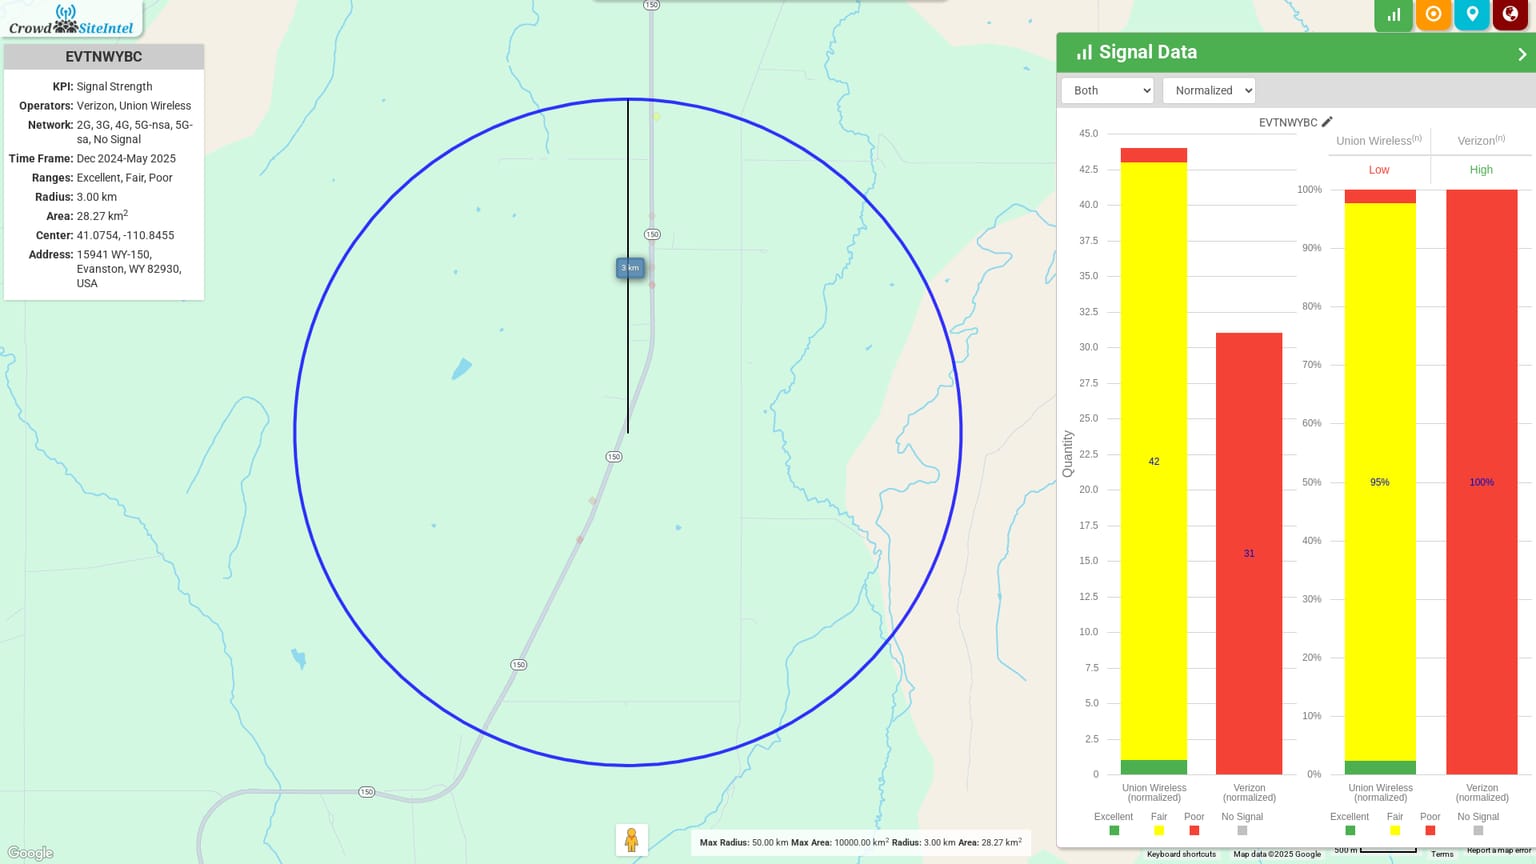 150
Crowd SiteIntel
EVTNWYBC
KPI: Signal Strength
Operators: Verizon, Union Wireless
Network: 2G, 3G, 4G, 5G-nsa, 5G-
sa, No Signal
Time Frame: Dec 2024-May 2025
Ranges: Excellent, Fair, Poor
Radius: 3.00 km
Area: 28.27 km2
Center: 41.0754, -110.8455
Address: 15941 WY-150,
Evanston, WY 82930,
USA
150
3 km
150
150
150
Google
Max Radius: 50.00 km Max Area: 10000.00 km2 Radius: 3.00 km Area: 28.27 km2
Signal Data
Both
Normalized
EVTNWYBC
45.0
42.5
40.0
37.5
35.0
32.5
30.0
27.5
25.0
22.5
20.0
17.5
15.0
12.5
10.0
7.5
5.0
2.5
0
Quantity
42
31
Union Wireless
(normalized)
Verizon
(normalized)
Excellent Fair Poor No Signal
Union Wireless(n) Verizon(n)
Low High
100%
90%
80%
70%
60%
50%
40%
30%
20%
10%
0%
95%
100%
Union Wireless
(normalized)
Verizon
(normalized)
Excellent Fair Poor No Signal
Keyboard shortcuts Map data ©2025 Google 500 m Terms Report a map error